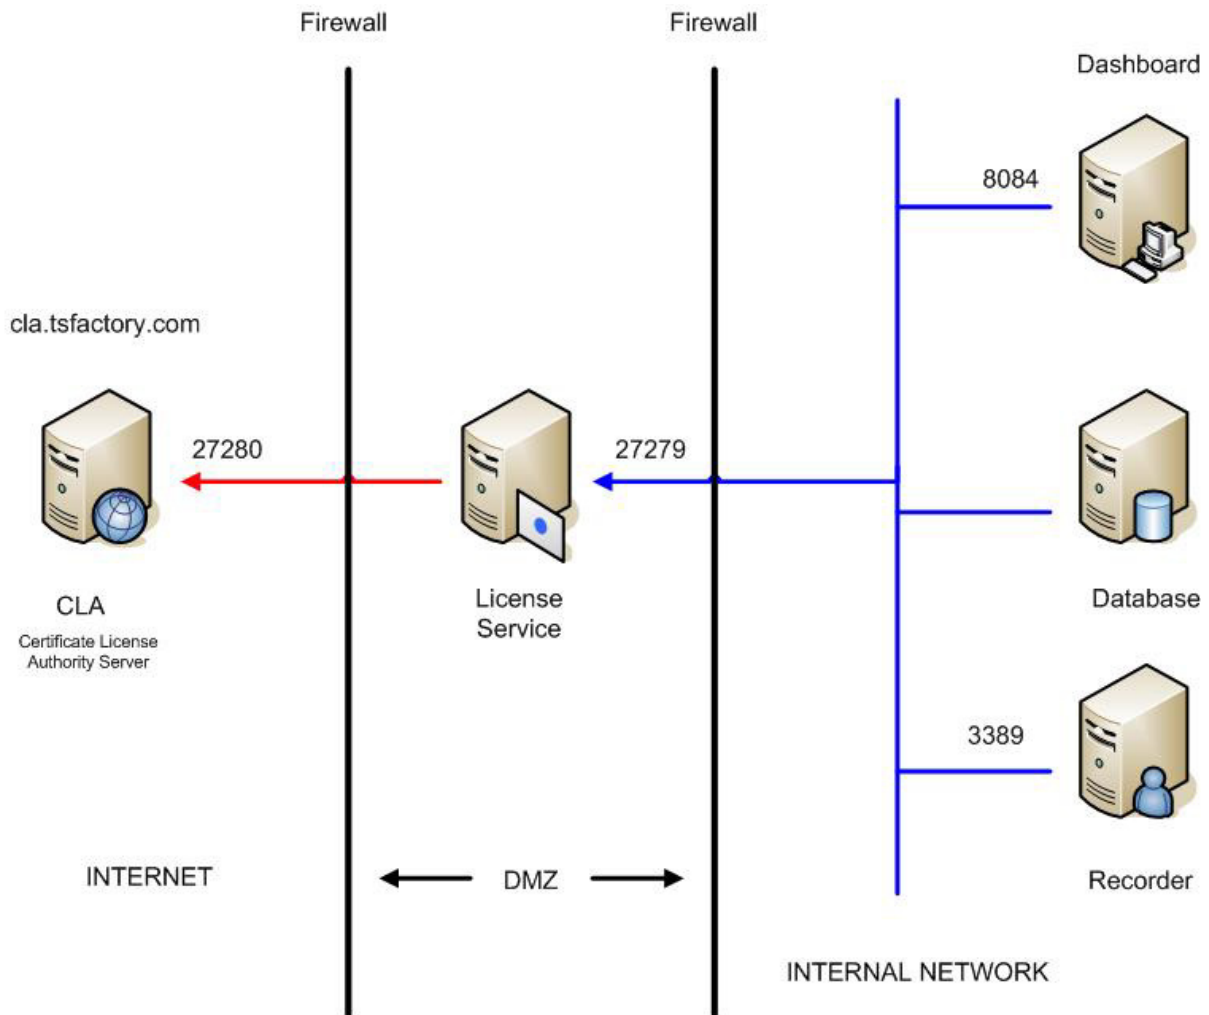 Firewall
Firewall
Dashboard
8084
cla.tsfactory.com
27280
27279
CLA
Certificate License
Authority Server
License
Service
Database
3389
INTERNET
DMZ
Recorder
INTERNAL NETWORK